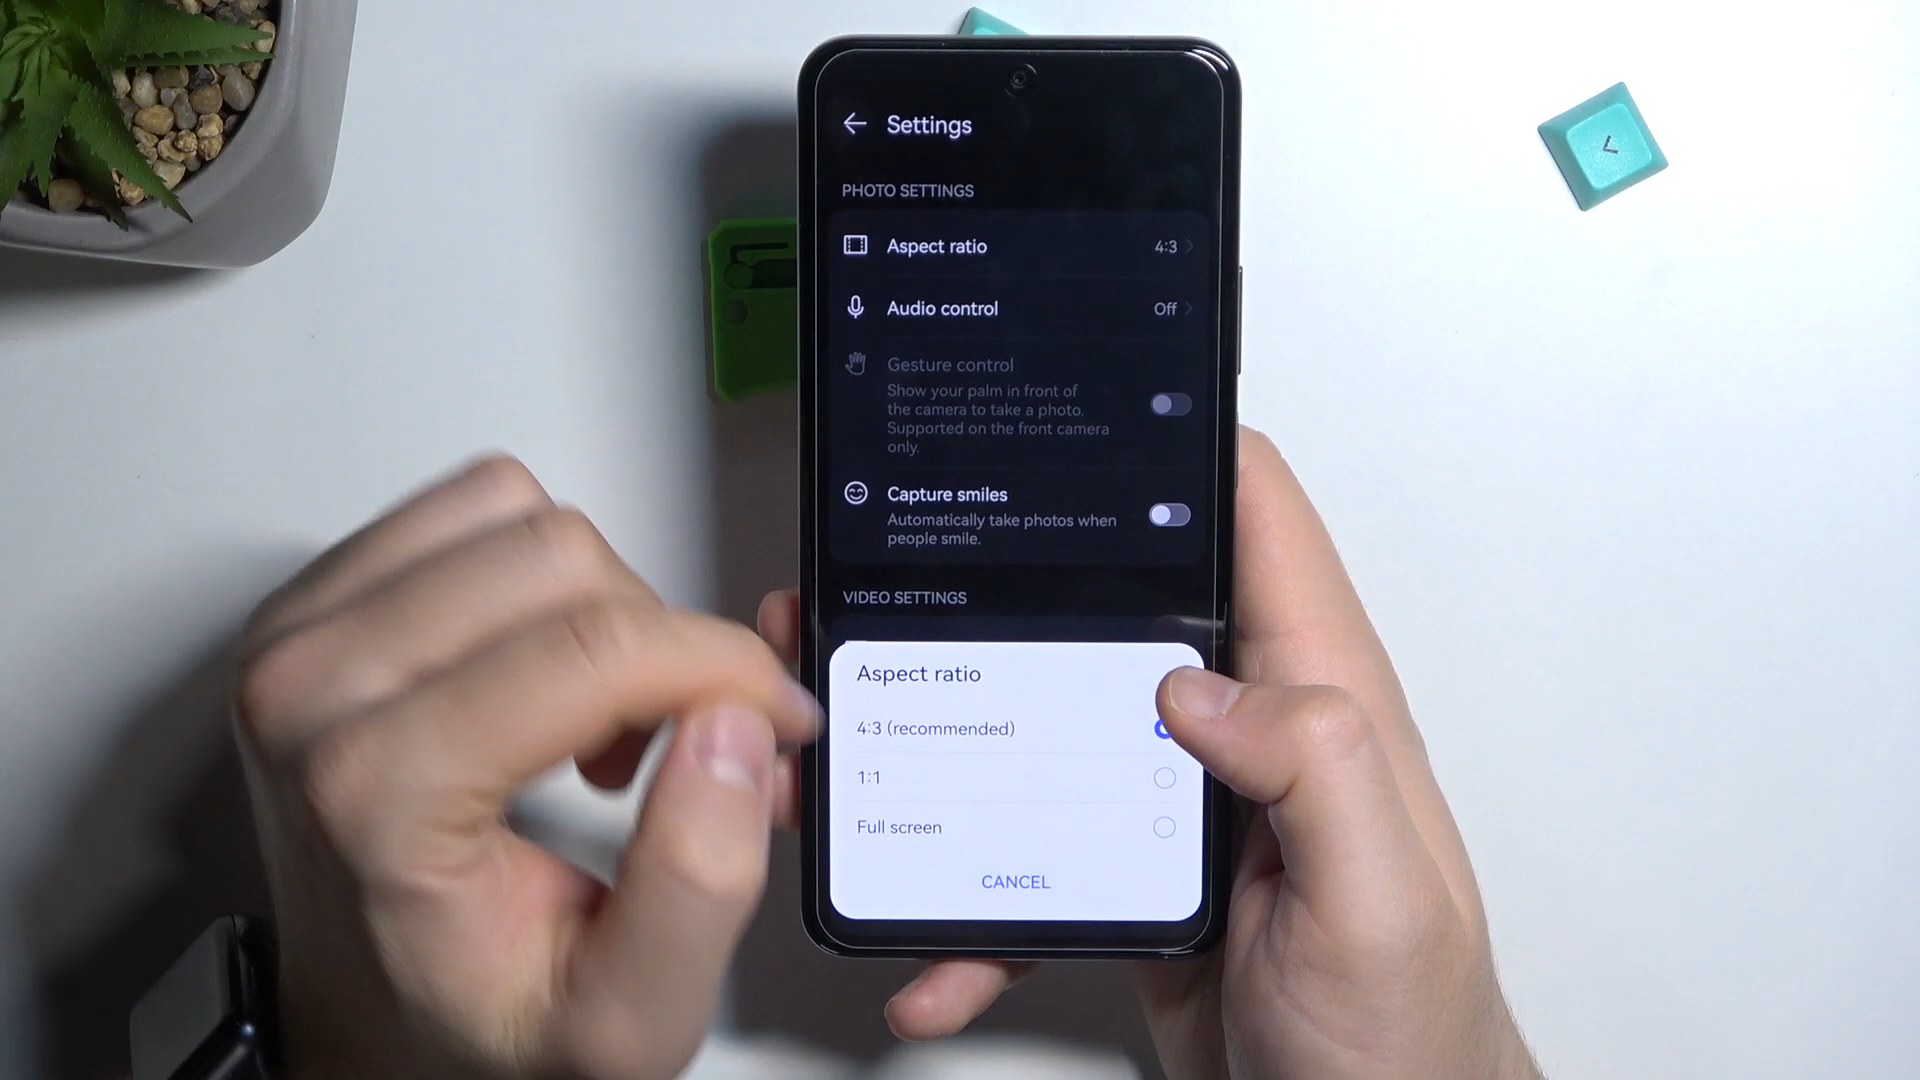 Settings
PHOTO SETTINGS
Aspect ratio 4:3
Audio control Off
Gesture control
Show your palm in front of
the camera to take a photo.
Supported on the front camera
only.
Capture smiles
Automatically take photos when
people smile.
VIDEO SETTINGS
Aspect ratio
4:3 (recommended)
1:1
Full screen
CANCEL